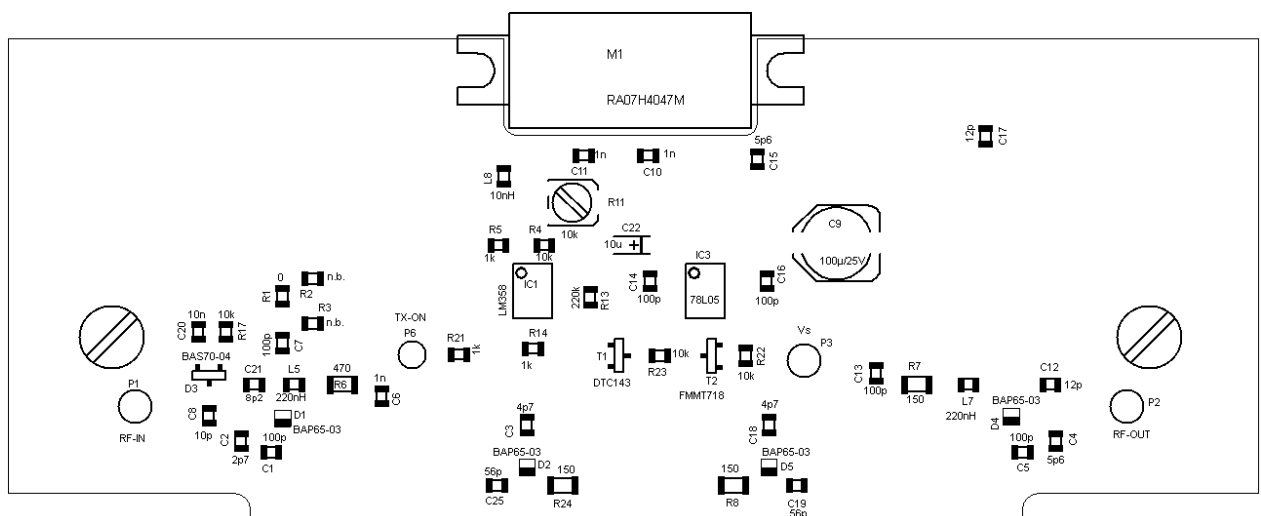 M1
RA07H4047M
12p
C17
5p6
C15
1n
C11
1n
C10
L8
10nH
R11
10k
C22
10u
C9
100µ/25V
R5
1k
R4
10k
IC3
78L05
IC1
LM358
C14
100p
C16
100p
220k
R13
0
R1
n.b.
R2
R3
n.b.
TX-ON
P6
10n
C20
10k
R17
100p
C7
R21
1k
R14
1k
T1
DTC143
10k
R23
T2
FMMT718
R22
10k
Vs
P3
BAS70-04
D3
C21
8p2
L5
220nH
470
R6
1n
C6
C13
100p
R7
150
L7
220nH
C12
12p
P1
RF-IN
C8
10p
D1
BAP65-03
C2
2p7
100p
C1
4p7
C3
4p7
C18
BAP65-03
D4
P2
RF-OUT
100p
C5
C4
5p6
BAP65-03
D2
56p
C25
150
R24
BAP65-03
D5
150
R8
C19
56p